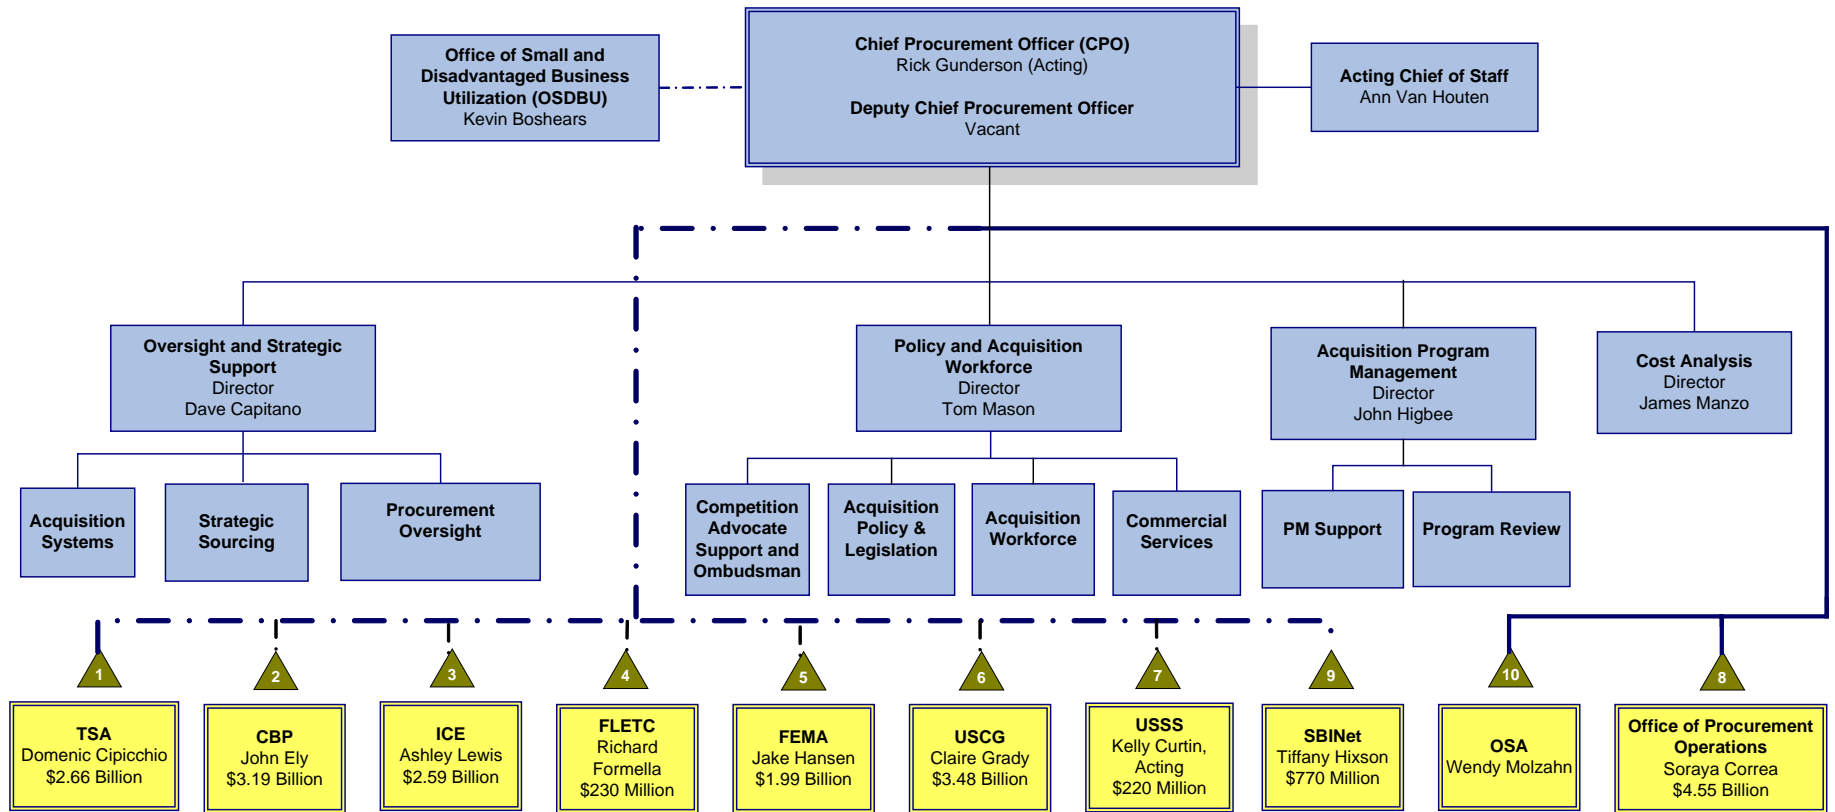 Office of Small and
Disadvantaged Business
Utilization (OSDBU)
Kevin Boshears
Chief Procurement Officer (CPO)
Rick Gunderson (Acting)
Deputy Chief Procurement Officer
Vacant
Acting Chief of Staff
Ann Van Houten
Oversight and Strategic
Support
Director
Dave Capitano
Policy and Acquisition
Workforce
Director
Tom Mason
Acquisition Program
Management
Director
John Higbee
Cost Analysis
Director
James Manzo
Acquisition
Systems
Strategic
Sourcing
Procurement
Oversight
Competition
Advocate
Support and
Ombudsman
Acquisition
Policy &
Legislation
Acquisition
Workforce
Commercial
Services
PM Support
Program Review
1
2
3
4
5
6
7
9
10
8
TSA
Domenic Cipicchio
$2.66 Billion
CBP
John Ely
$3.19 Billion
ICE
Ashley Lewis
$2.59 Billion
FLETC
Richard
Formella
$230 Million
FEMA
Jake Hansen
$1.99 Billion
USCG
Claire Grady
$3.48 Billion
USSS
Kelly Curtin,
Acting
$220 Million
SBINet
Tiffany Hixson
$770 Million
OSA
Wendy Molzahn
Office of Procurement
Operations
Soraya Correa
$4.55 Billion